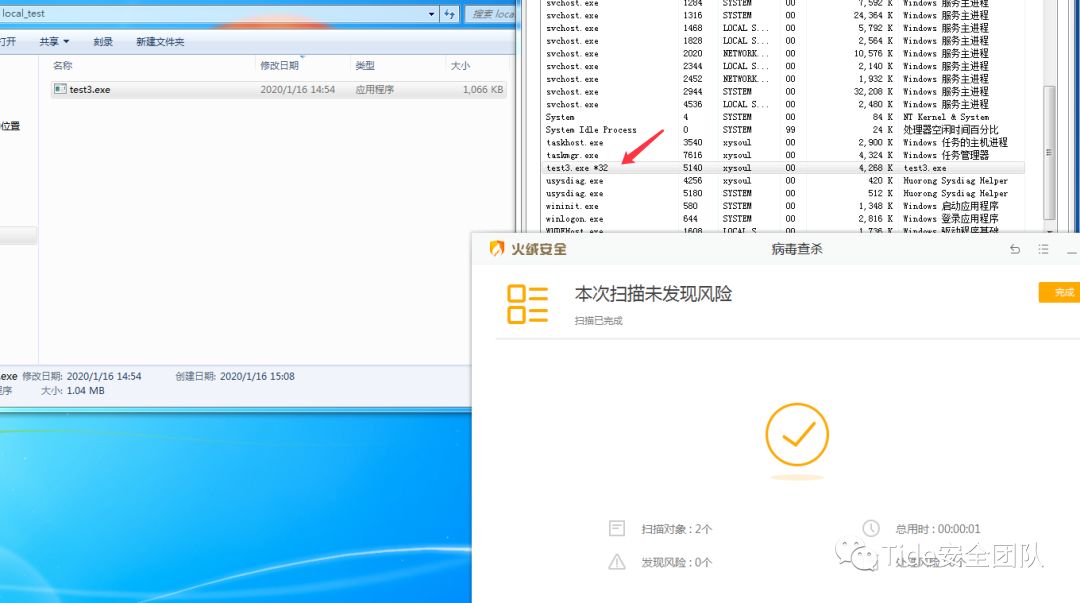 local_test
搜索 loca
打开 共享 刻录 新建文件夹
名称 修改日期 类型 大小
test3.exe 2020/1/16 14:54 应用程序 1,066 KB
位置
.exe 修改日期: 2020/1/16 14:54 创建日期: 2020/1/16 15:08
程序 大小: 1.04 MB
svchost.exe 1284 SYSTEM 00 7,592 K Windows 服务主进程
svchost.exe 1316 SYSTEM 00 24,364 K Windows 服务主进程
svchost.exe 1468 LOCAL S... 00 5,792 K Windows 服务主进程
svchost.exe 1828 LOCAL S... 00 2,564 K Windows 服务主进程
svchost.exe 2020 NETWORK... 00 10,576 K Windows 服务主进程
svchost.exe 2344 LOCAL S... 00 2,140 K Windows 服务主进程
svchost.exe 2452 NETWORK... 00 1,932 K Windows 服务主进程
svchost.exe 2944 SYSTEM 00 32,208 K Windows 服务主进程
svchost.exe 4536 LOCAL S... 00 2,480 K Windows 服务主进程
System 4 SYSTEM 00 84 K NT Kernel & System
System Idle Process 0 SYSTEM 99 24 K 处理器空闲时间百分比
taskhost.exe 3540 xysoul 00 2,900 K Windows 任务的主机进程
taskmgr.exe 7616 xysoul 00 4,324 K Windows 任务管理器
test3.exe *32 5140 xysoul 00 4,268 K test3.exe
usysdiag.exe 4256 xysoul 00 420 K Huorong Sysdiag Helper
usysdiag.exe 5180 SYSTEM 00 512 K Huorong Sysdiag Helper
wininit.exe 580 SYSTEM 00 1,348 K Windows 启动应用程序
winlogon.exe 644 SYSTEM 00 2,816 K Windows 登录应用程序
WUDFHost.exe 1608 LOCAL S... 00 1,736 K Windows 驱动程序基础
火绒安全 病毒查杀
本次扫描未发现风险
完成
扫描已完成
扫描对象 : 2个 总用时 : 00:00:01
发现风险 : 0个 处理风险 : 0个
Tide安全团队